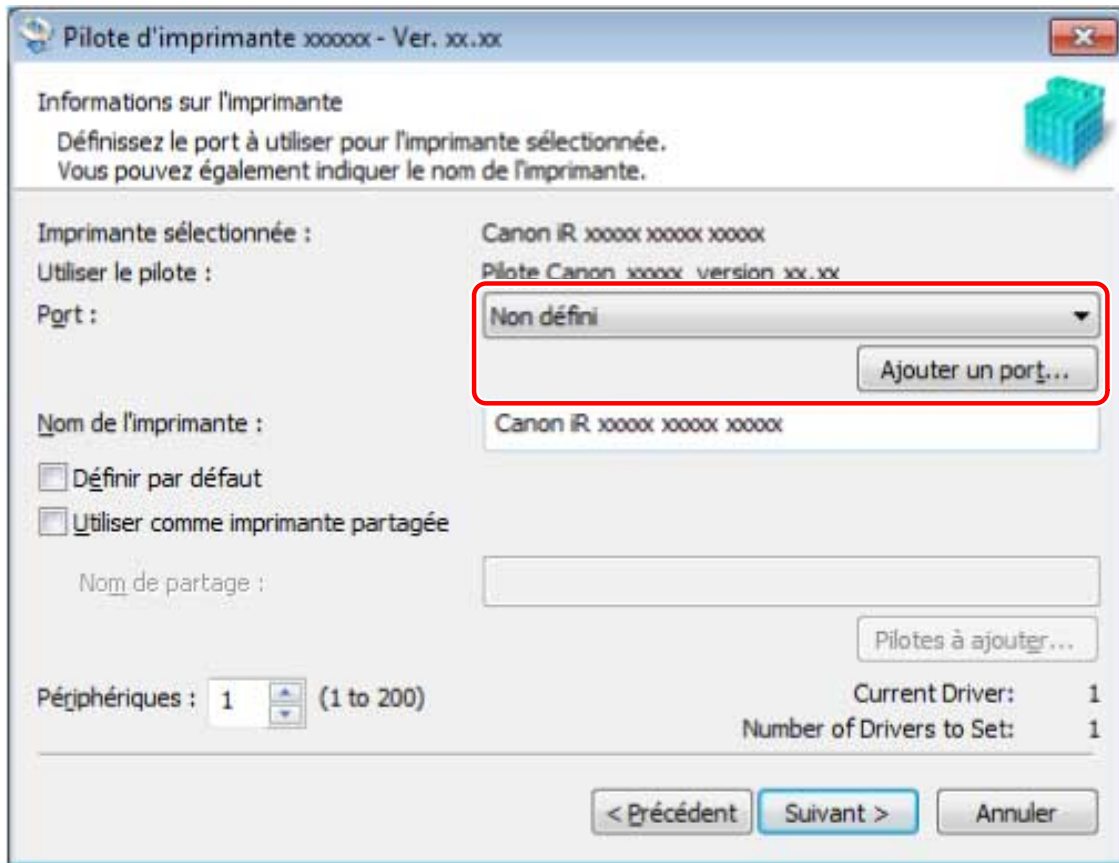 Pilote d'imprimante xxxxxx - Ver. xx.xx
Informations sur l'imprimante
Définissez le port à utiliser pour l'imprimante sélectionnée.
Vous pouvez également indiquer le nom de l'imprimante.
Imprimante sélectionnée : Canon iR xxxxx xxxxx xxxxx
Utiliser le pilote : Pilote Canon xxxxx version xx.xx
Port : Non défini
Ajouter un port...
Nom de l'imprimante : Canon iR xxxxx xxxxx xxxxx
Définir par défaut
Utiliser comme imprimante partagée
Nom de partage :
Pilotes à ajouter...
Périphériques : 1 (1 to 200) Current Driver: 1
Number of Drivers to Set: 1
< Précédent Suivant > Annuler